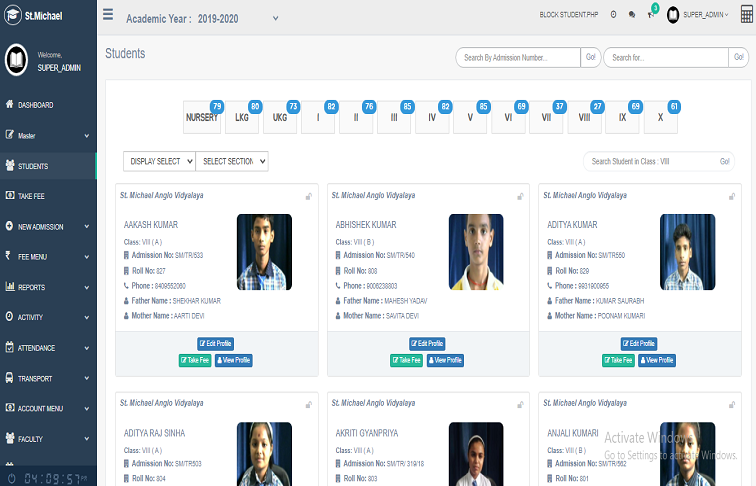 St.Michael
Academic Year : 2019-2020
BLOCK STUDENT.PHP
3
SUPER_ADMIN
Welcome,
SUPER_ADMIN
Students
Search By Admission Number...
Go!
Search for...
Go!
DASHBOARD
Master
STUDENTS
TAKE FEE
NEW ADMISSION
FEE MENU
REPORTS
ACTIVITY
ATTENDANCE
TRANSPORT
ACCOUNT MENU
FACULTY
04:09:57
NURSERY 79
LKG 80
UKG 73
I 82
II 76
III 85
IV 82
V 85
VI 69
VII 37
VIII 27
IX 69
X 61
DISPLAY SELECT
SELECT SECTION
Search Student in Class : VIII
Go!
St. Michael Anglo Vidyalaya
AAKASH KUMAR
Class: VIII ( A )
Admission No: SM/TR/533
Roll No: 827
Phone : 8409552060
Father Name : SHEKHAR KUMAR
Mother Name : AARTI DEVI
Edit Profile
Take Fee
View Profile
St. Michael Anglo Vidyalaya
ABHISHEK KUMAR
Class: VIII ( B )
Admission No: SM/TR/540
Roll No: 808
Phone : 9008238803
Father Name : MAHESH YADAV
Mother Name : SAVITA DEVI
Edit Profile
Take Fee
View Profile
St. Michael Anglo Vidyalaya
ADITYA KUMAR
Class: VIII ( A )
Admission No: SM/TR550
Roll No: 829
Phone : 9931900955
Father Name : KUMAR SAURABH
Mother Name : POONAM KUMARI
Edit Profile
Take Fee
View Profile
St. Michael Anglo Vidyalaya
ADITYA RAJ SINHA
Class: VIII ( A )
Admission No: SM/TR503
Roll No: 804
St. Michael Anglo Vidyalaya
AKRITI GYANPRIYA
Class: VIII ( A )
Admission No: SM/TR/ 319/18
Roll No: 803
St. Michael Anglo Vidyalaya
ANJALI KUMARI
Class: VIII ( B )
Admission No: SM/TR/562
Roll No: 801
Activate Windows
Go to Settings to activate Windows.